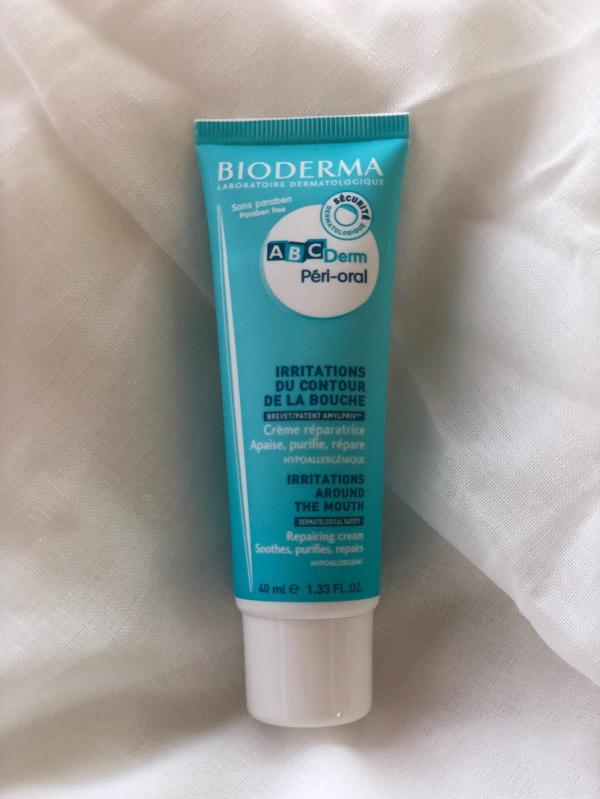 BIODERMA
LABORATOIRE DERMATOLOGIQUE
Sans paraben
Paraben free
SÉCURITÉ
DERMATOLOGIQUE
ABCDerm
Péri-oral
IRRITATIONS
DU CONTOUR
DE LA BOUCHE
BREVET/PATENT AMYLPRIV™
Crème réparatrice
Apaise, purifie, répare
HYPOALLERGÉNIQUE
IRRITATIONS
AROUND
THE MOUTH
DERMATOLOGICAL SAFETY
Repairing cream
Soothes, purifies, repairs
HYPOALLERGENIC
40 ml e 1.33 FL.OZ.